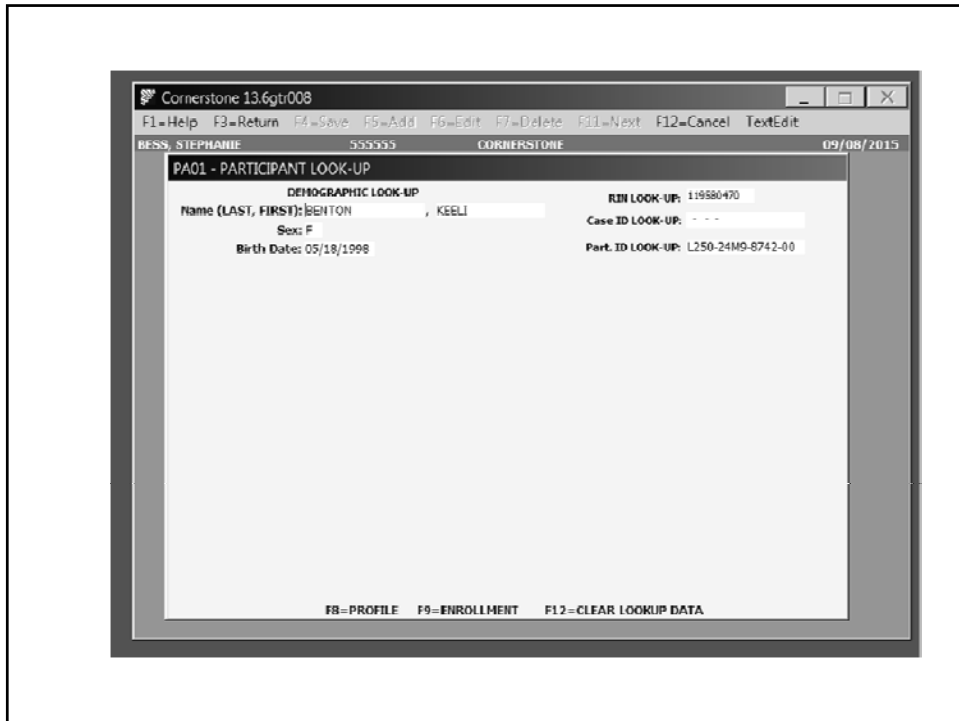 Cornerstone 13.6gtr008
F1=Help F3=Return F4=Save F5=Add F6=Edit F7=Delete F11=Next F12=Cancel TextEdit
BESS, STEPHANIE 555555 CORNERSTONE 09/08/2015
PA01 - PARTICIPANT LOOK-UP
DEMOGRAPHIC LOOK-UP
RIN LOOK-UP: 119580470
Name (LAST, FIRST): BENTON , KEELI
Case ID LOOK-UP: - - -
Sex: F
Birth Date: 05/18/1998
Part. ID LOOK-UP: L250-24M9-8742-00
F8=PROFILE F9=ENROLLMENT F12=CLEAR LOOKUP DATA